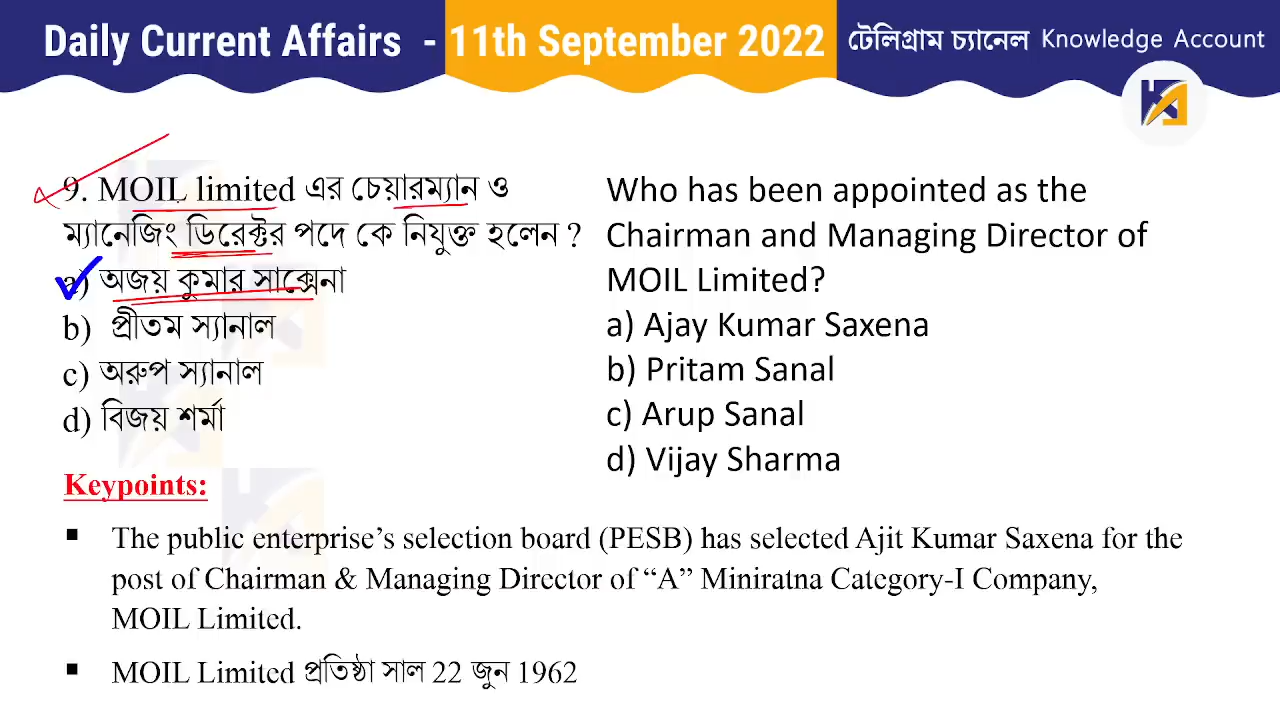 Daily Current Affairs - 11th September 2022 টেলিগ্রাম চ্যানেল Knowledge Account
9. MOIL limited এর চেয়ারম্যান ও
ম্যানেজিং ডিরেক্টর পদে কে নিযুক্ত হলেন ?
a) অজয় কুমার সাক্সেনা
b) প্রীতম স্যানাল
c) অরুপ স্যানাল
d) বিজয় শর্মা
Who has been appointed as the
Chairman and Managing Director of
MOIL Limited?
a) Ajay Kumar Saxena
b) Pritam Sanal
c) Arup Sanal
d) Vijay Sharma
Keypoints:
▪ The public enterprise’s selection board (PESB) has selected Ajit Kumar Saxena for the
post of Chairman & Managing Director of “A” Miniratna Category-I Company,
MOIL Limited.
▪ MOIL Limited প্রতিষ্ঠা সাল 22 জুন 1962